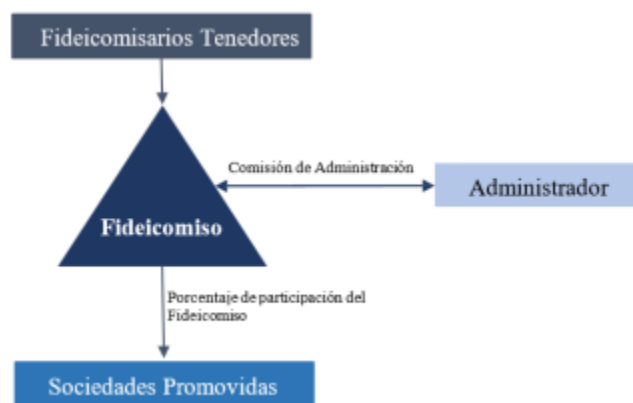 Fideicomisarios Tenedores
Comisión de Administración
Administrador
Fideicomiso
Porcentaje de participación del
Fideicomiso
Sociedades Promovidas